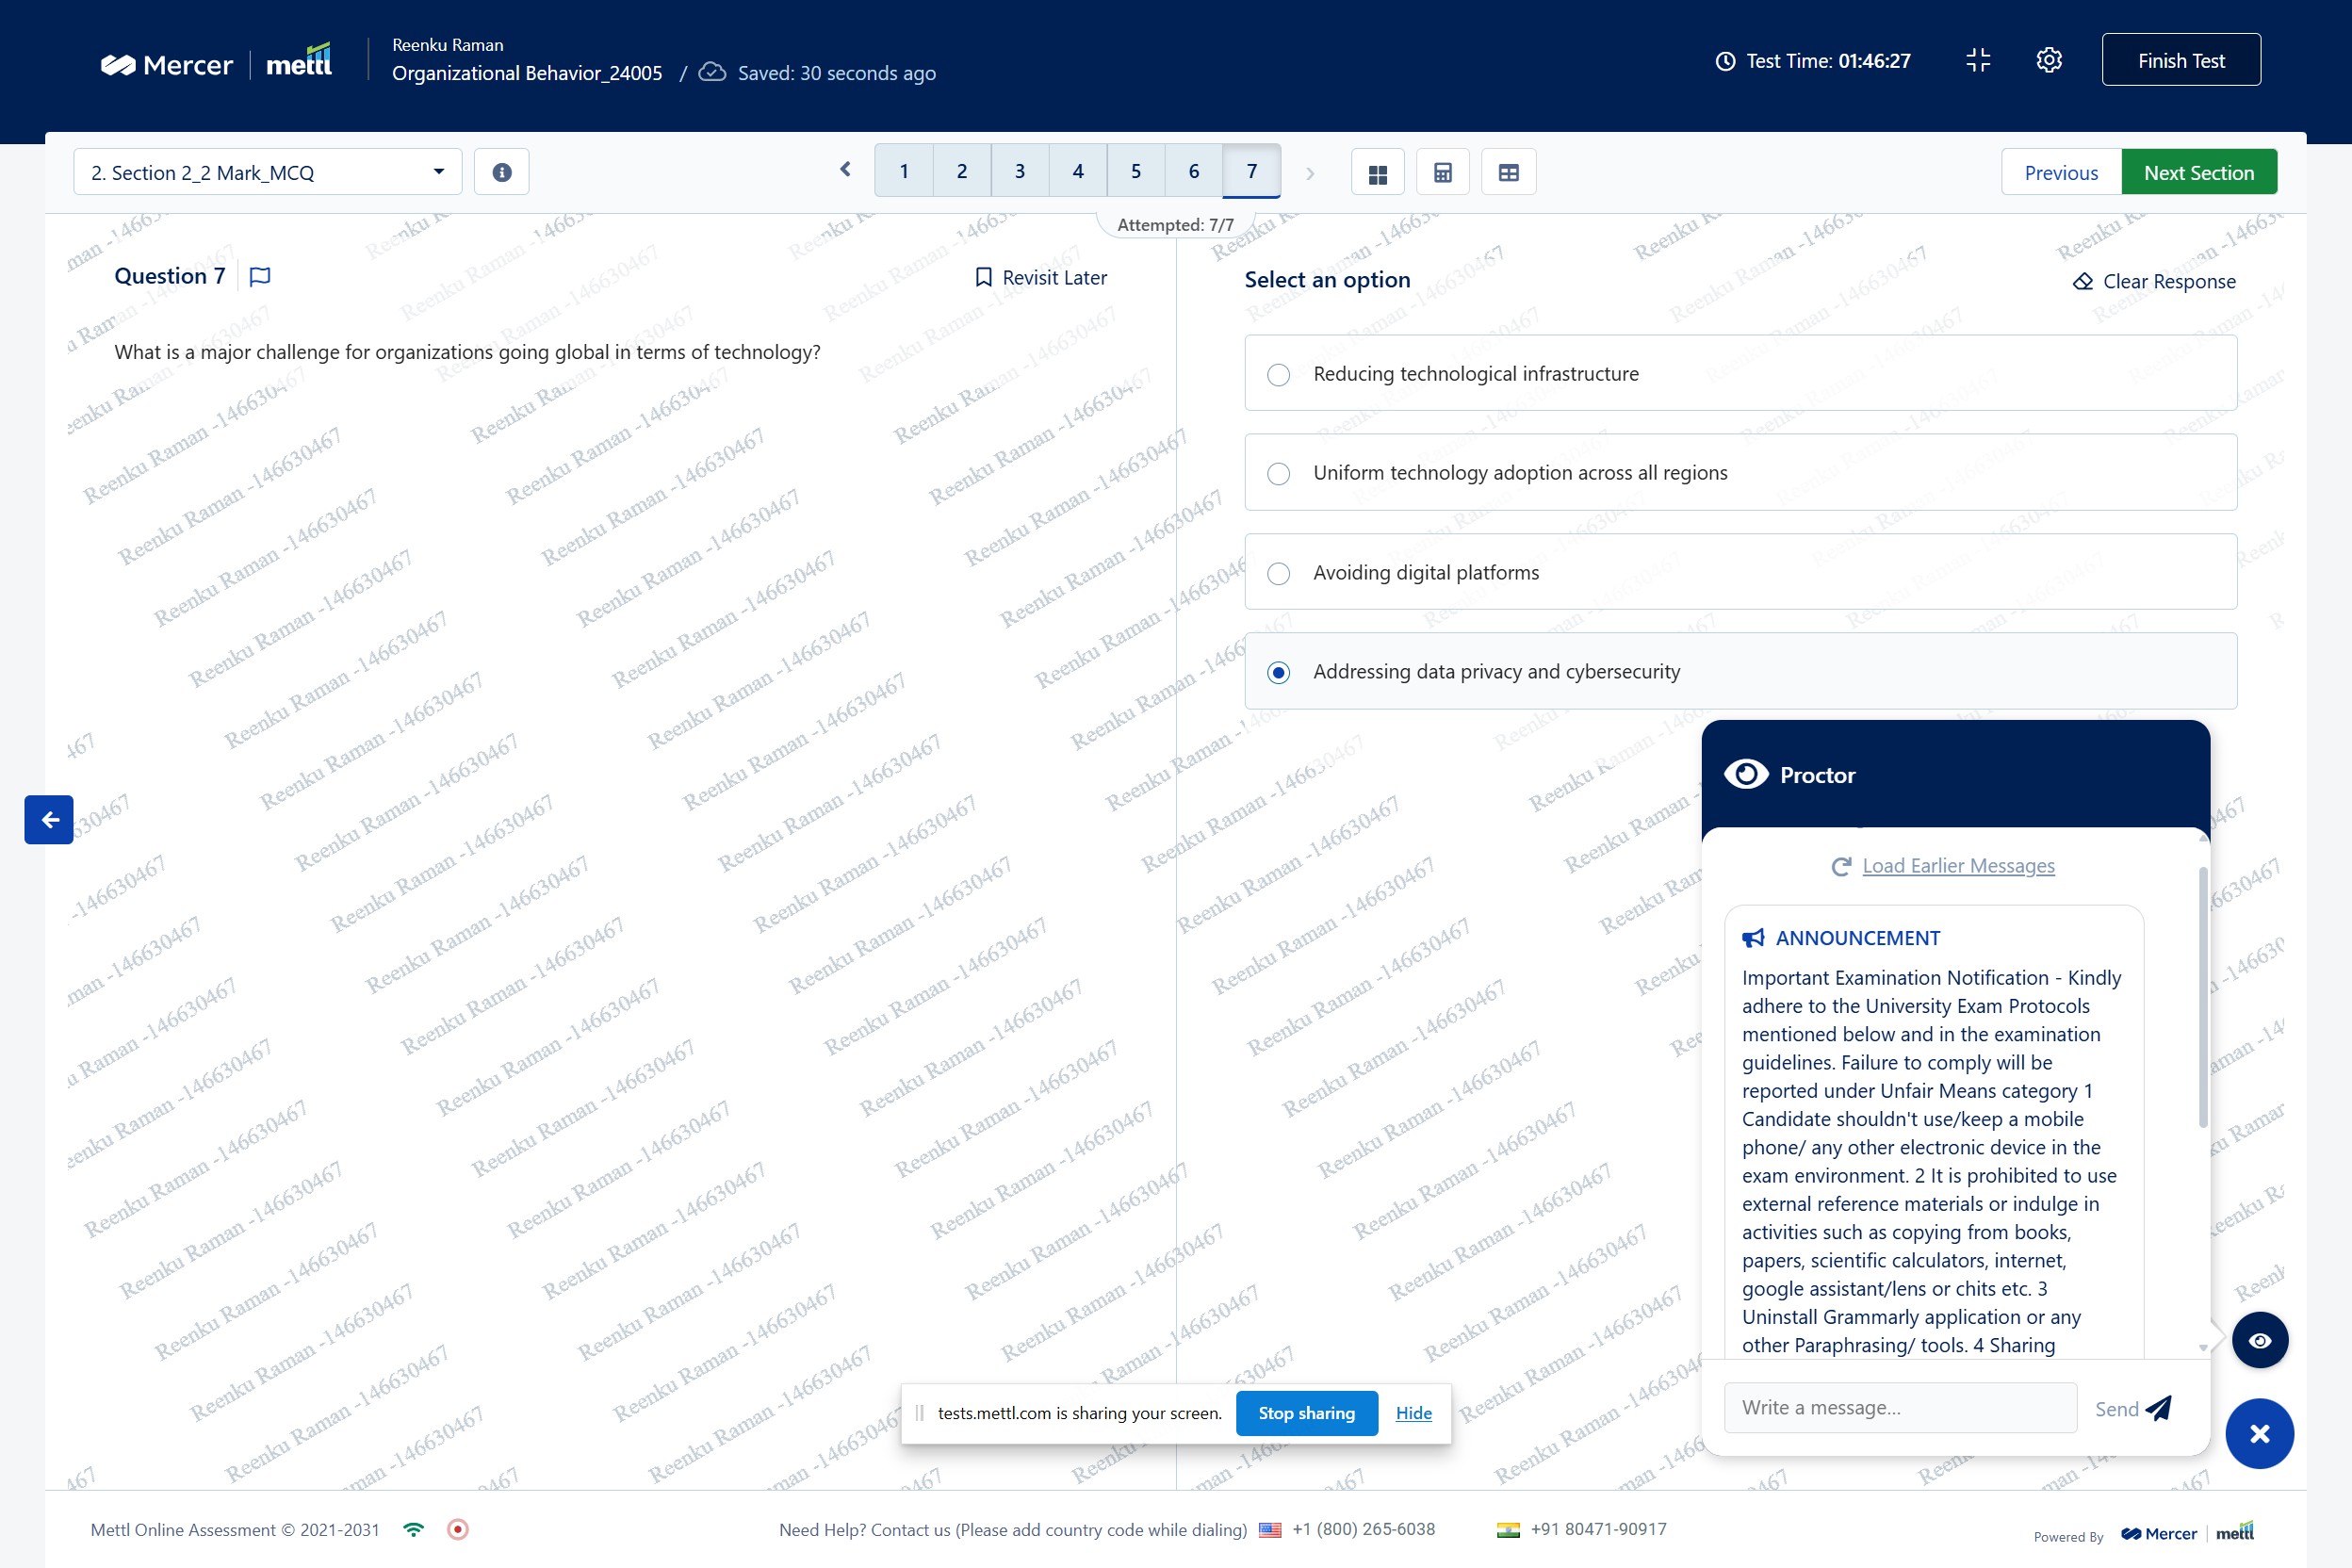 Mercer | mettl
Reenku Raman
Organizational Behavior_24005 / Saved: 30 seconds ago
Test Time: 01:46:27
Finish Test
2. Section 2_2 Mark_MCQ
1 2 3 4 5 6 7
Attempted: 7/7
Previous
Next Section
Question 7
Revisit Later
What is a major challenge for organizations going global in terms of technology?
Select an option
Clear Response
Reducing technological infrastructure
Uniform technology adoption across all regions
Avoiding digital platforms
Addressing data privacy and cybersecurity
Reenku Raman -146630467
Proctor
Load Earlier Messages
ANNOUNCEMENT
Important Examination Notification - Kindly
adhere to the University Exam Protocols
mentioned below and in the examination
guidelines. Failure to comply will be
reported under Unfair Means category 1
Candidate shouldn't use/keep a mobile
phone/ any other electronic device in the
exam environment. 2 It is prohibited to use
external reference materials or indulge in
activities such as copying from books,
papers, scientific calculators, internet,
google assistant/lens or chits etc. 3
Uninstall Grammarly application or any
other Paraphrasing/ tools. 4 Sharing
Write a message...
Send
tests.mettl.com is sharing your screen.
Stop sharing
Hide
Mettl Online Assessment © 2021-2031
Need Help? Contact us (Please add country code while dialing) +1 (800) 265-6038 +91 80471-90917
Powered By Mercer | mettl